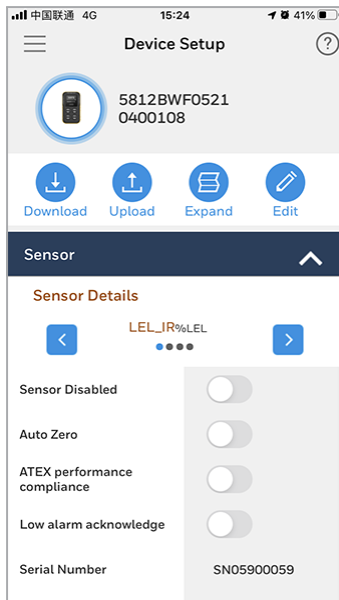 中国联通 4G 15:24 41%
Device Setup ?
5812BWF0521
0400108
Download Upload Expand Edit
Sensor
Sensor Details
LEL_IR%LEL
Sensor Disabled
Auto Zero
ATEX performance
compliance
Low alarm acknowledge
Serial Number SN05900059